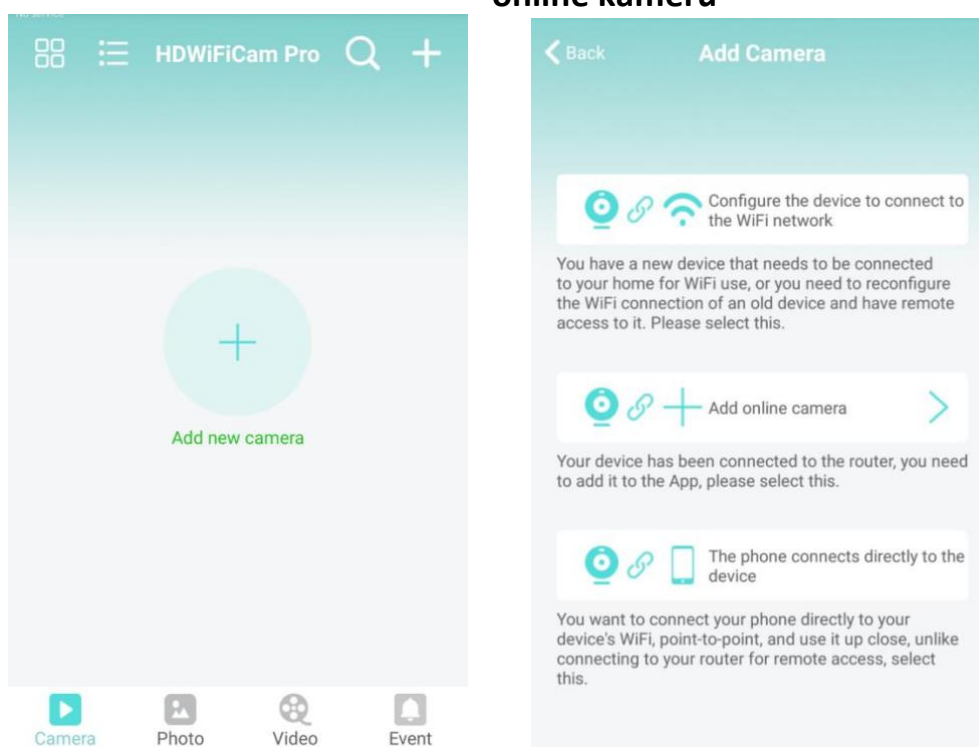 online kameru
No service
HDWiFiCam Pro
Add new camera
Camera Photo Video Event
Back Add Camera
Configure the device to connect to
the WiFi network
You have a new device that needs to be connected
to your home for WiFi use, or you need to reconfigure
the WiFi connection of an old device and have remote
access to it. Please select this.
Add online camera
Your device has been connected to the router, you need
to add it to the App, please select this.
The phone connects directly to the
device
You want to connect your phone directly to your
device's WiFi, point-to-point, and use it up close, unlike
connecting to your router for remote access, select
this.